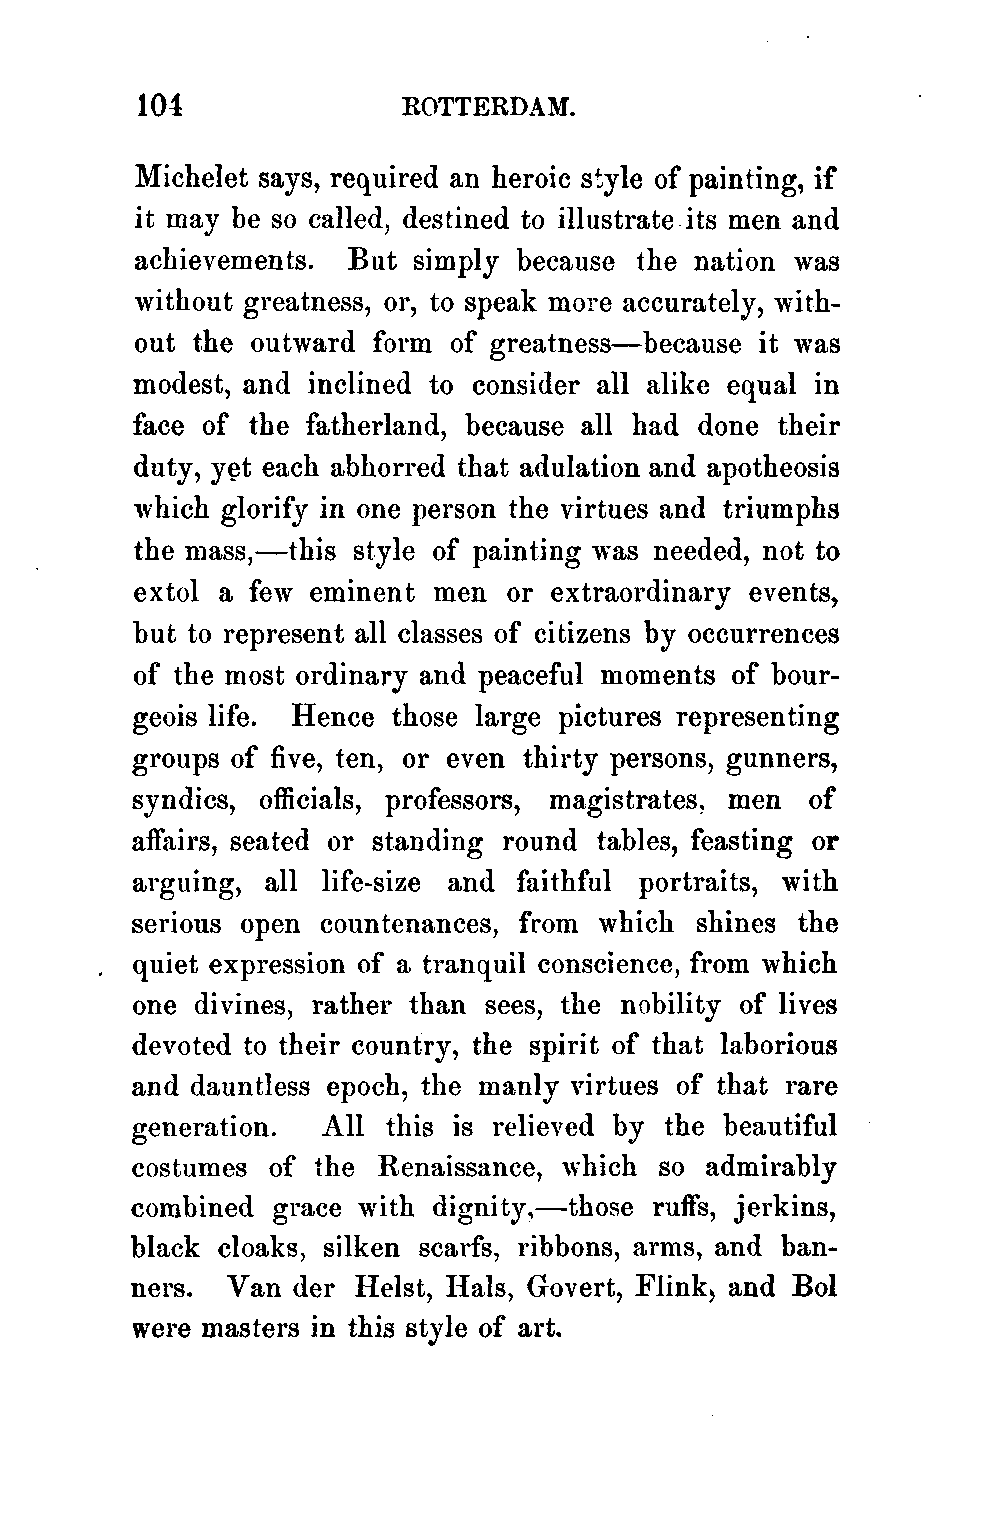 104 ROTTERDAM.
Michelet says, required an heroic style of painting, if
it may be so called, destined to illustrate its men and
achievements. But simply because the nation was
without greatness, or, to speak more accurately, with-
out the outward form of greatness—because it was
modest, and inclined to consider all alike equal in
face of the fatherland, because all had done their
duty, yet each abhorred that adulation and apotheosis
which glorify in one person the virtues and triumphs
the mass,—this style of painting was needed, not to
extol a few eminent men or extraordinary events,
but to represent all classes of citizens by occurrences
of the most ordinary and peaceful moments of bour-
geois life. Hence those large pictures representing
groups of five, ten, or even thirty persons, gunners,
syndics, officials, professors, magistrates, men of
affairs, seated or standing round tables, feasting or
arguing, all life-size and faithful portraits, with
serious open countenances, from which shines the
quiet expression of a tranquil conscience, from which
one divines, rather than sees, the nobility of lives
devoted to their country, the spirit of that laborious
and dauntless epoch, the manly virtues of that rare
generation. All this is relieved by the beautiful
costumes of the Renaissance, which so admirably
combined grace with dignity,—those ruffs, jerkins,
black cloaks, silken scarfs, ribbons, arms, and ban-
ners. Van der Helst, Hals, Govert, Flink, and Bol
were masters in this style of art.